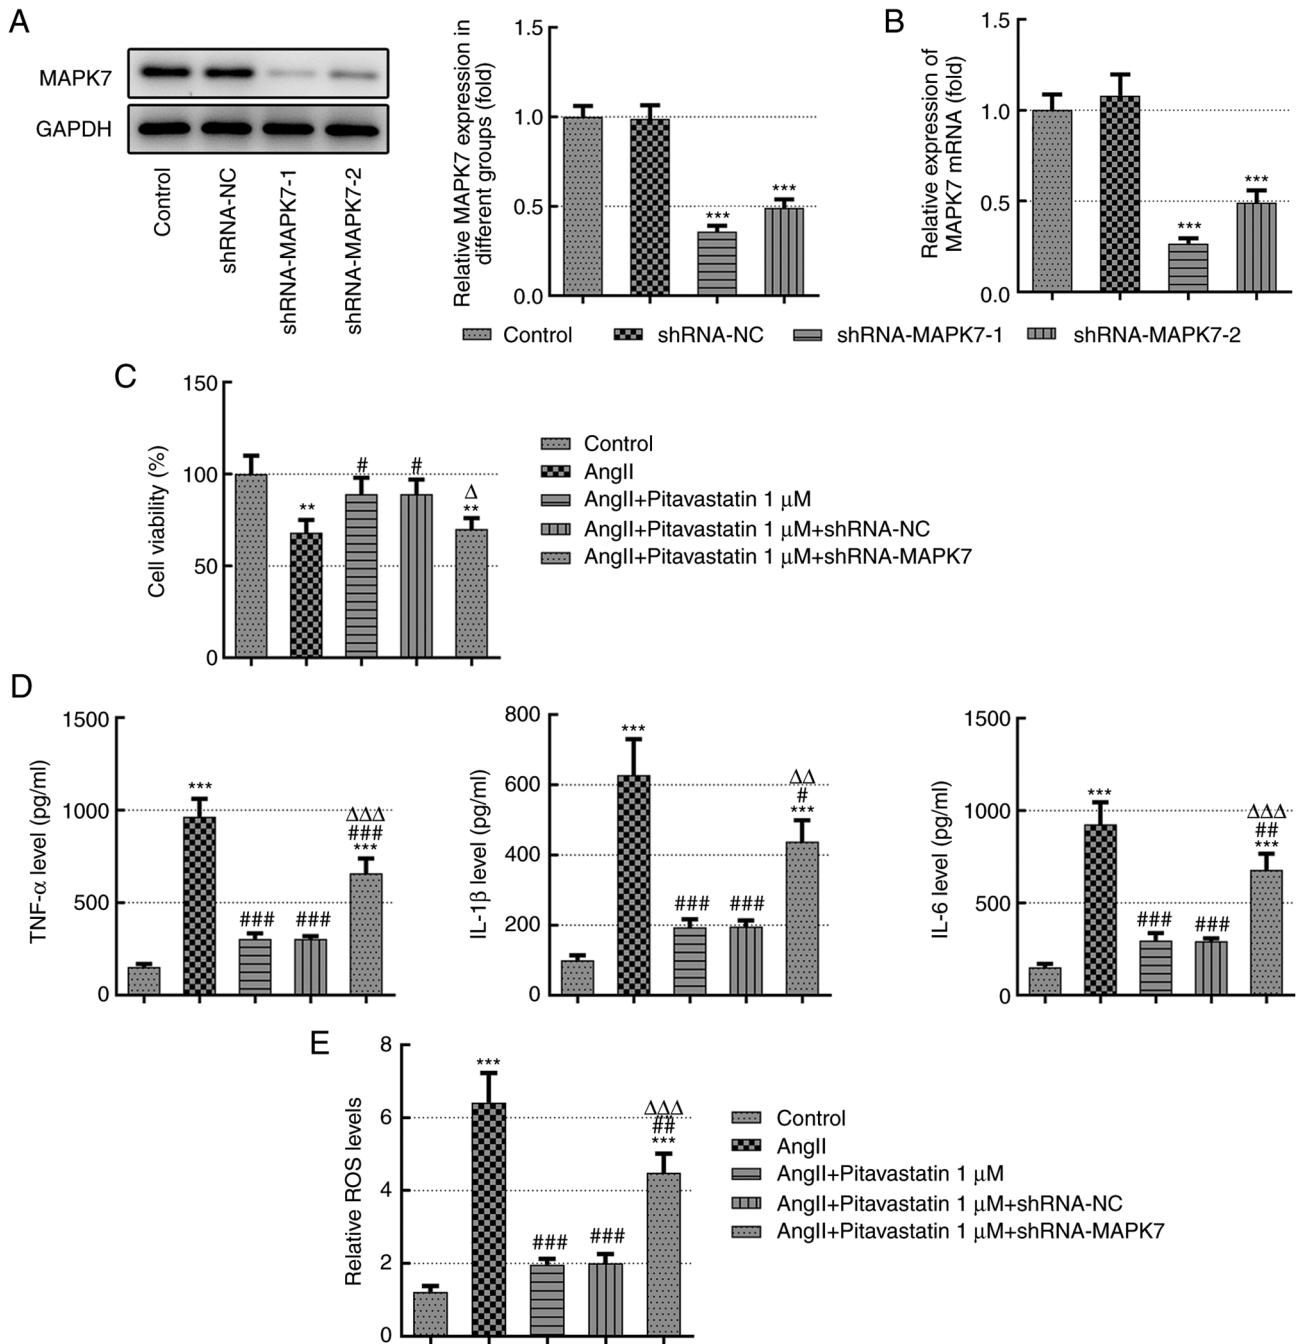 A
MAPK7
GAPDH
Control
shRNA-NC
shRNA-MAPK7-1
shRNA-MAPK7-2
Relative MAPK7 expression in
different groups (fold)
1.5
1.0
0.5
0.0
***
***
B
Relative expression of
MAPK7 mRNA (fold)
1.5
1.0
0.5
0.0
***
***
Control
shRNA-NC
shRNA-MAPK7-1
shRNA-MAPK7-2
C
Cell viability (%)
150
100
50
0
**
#
#
Δ
**
Control
AngII
AngII+Pitavastatin 1 μM
AngII+Pitavastatin 1 μM+shRNA-NC
AngII+Pitavastatin 1 μM+shRNA-MAPK7
D
TNF-α level (pg/ml)
1500
1000
500
0
***
###
###
ΔΔΔ
###
***
IL-1β level (pg/ml)
800
600
400
200
0
***
###
###
ΔΔ
#
***
IL-6 level (pg/ml)
1500
1000
500
0
***
###
###
ΔΔΔ
##
***
E
Relative ROS levels
8
6
4
2
0
***
###
###
ΔΔΔ
##
***
Control
AngII
AngII+Pitavastatin 1 μM
AngII+Pitavastatin 1 μM+shRNA-NC
AngII+Pitavastatin 1 μM+shRNA-MAPK7